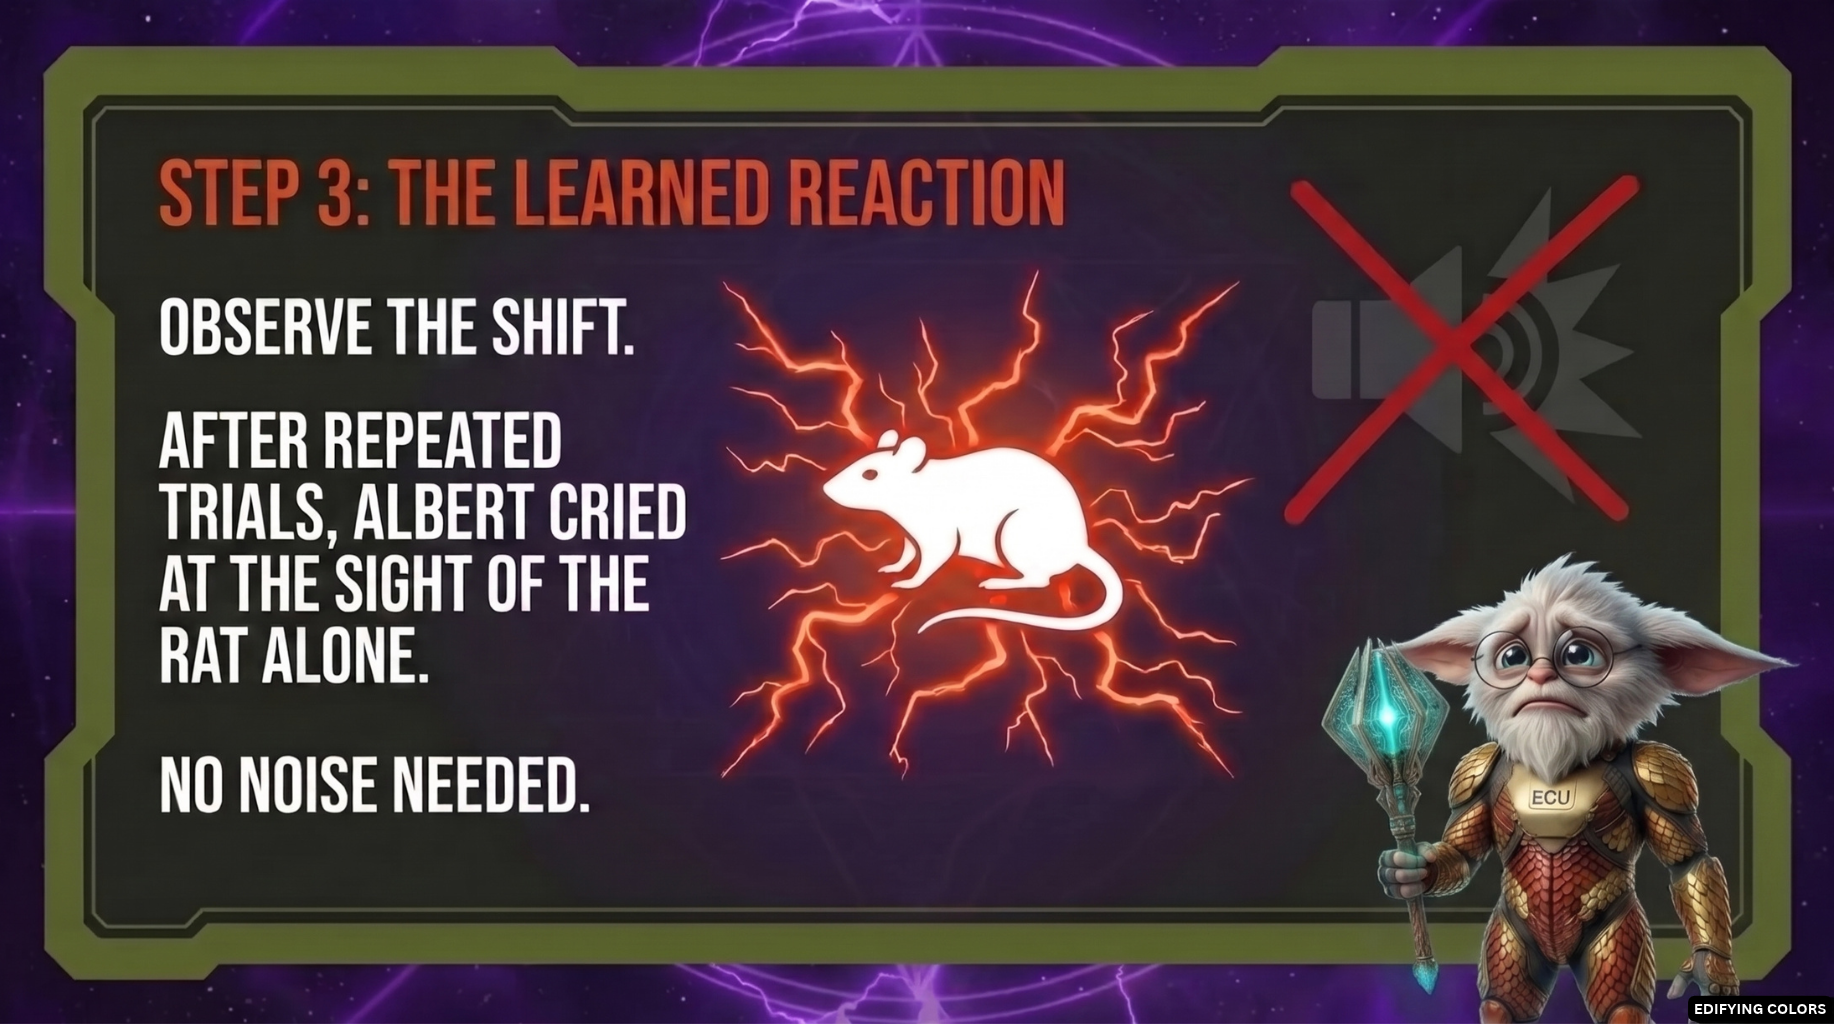 STEP 3: THE LEARNED REACTION
OBSERVE THE SHIFT.
AFTER REPEATED
TRIALS, ALBERT CRIED
AT THE SIGHT OF THE
RAT ALONE.
NO NOISE NEEDED.
ECU
EDIFYING COLORS